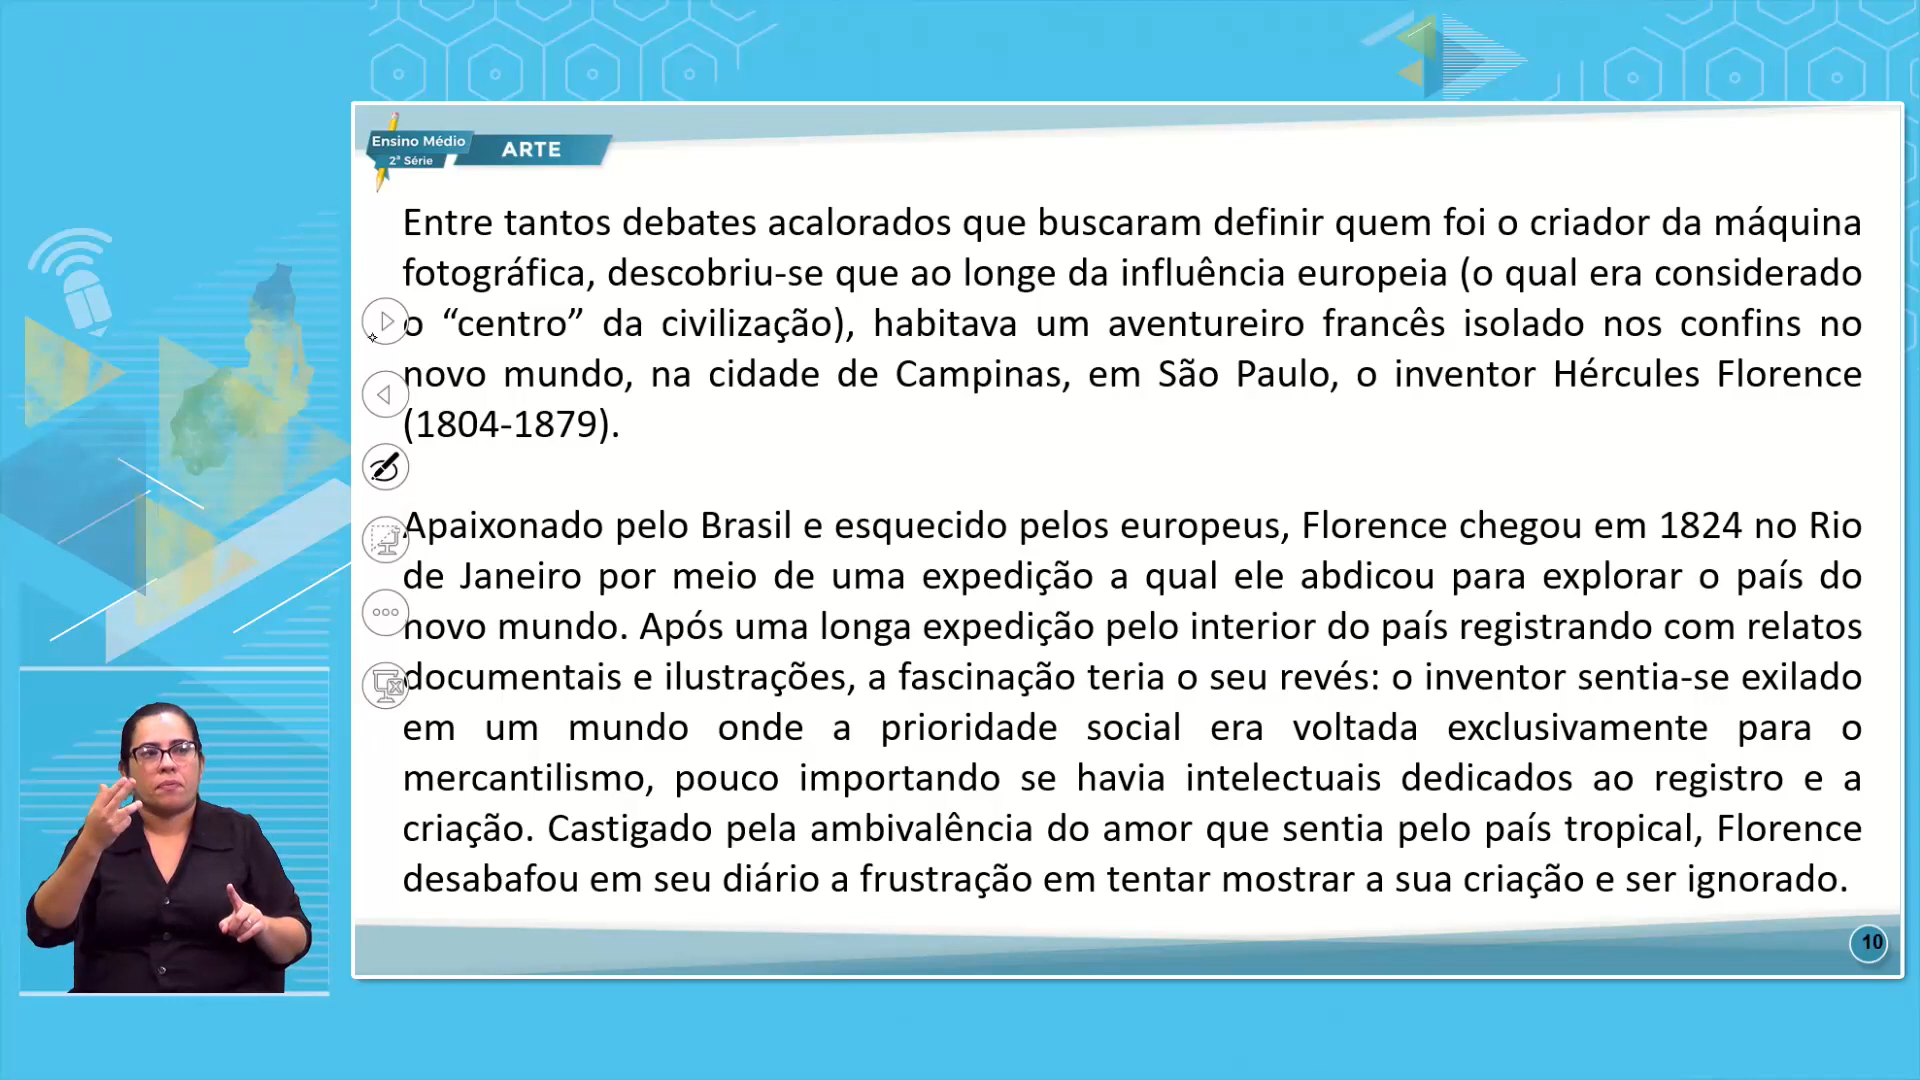 Ensino Médio
2ª Série
ARTE
Entre tantos debates acalorados que buscaram definir quem foi o criador da máquina
fotográfica, descobriu-se que ao longe da influência europeia (o qual era considerado
o “centro” da civilização), habitava um aventureiro francês isolado nos confins no
novo mundo, na cidade de Campinas, em São Paulo, o inventor Hércules Florence
(1804-1879).
Apaixonado pelo Brasil e esquecido pelos europeus, Florence chegou em 1824 no Rio
de Janeiro por meio de uma expedição a qual ele abdicou para explorar o país do
novo mundo. Após uma longa expedição pelo interior do país registrando com relatos
documentais e ilustrações, a fascinação teria o seu revés: o inventor sentia-se exilado
em um mundo onde a prioridade social era voltada exclusivamente para o
mercantilismo, pouco importando se havia intelectuais dedicados ao registro e a
criação. Castigado pela ambivalência do amor que sentia pelo país tropical, Florence
desabafou em seu diário a frustração em tentar mostrar a sua criação e ser ignorado.
10